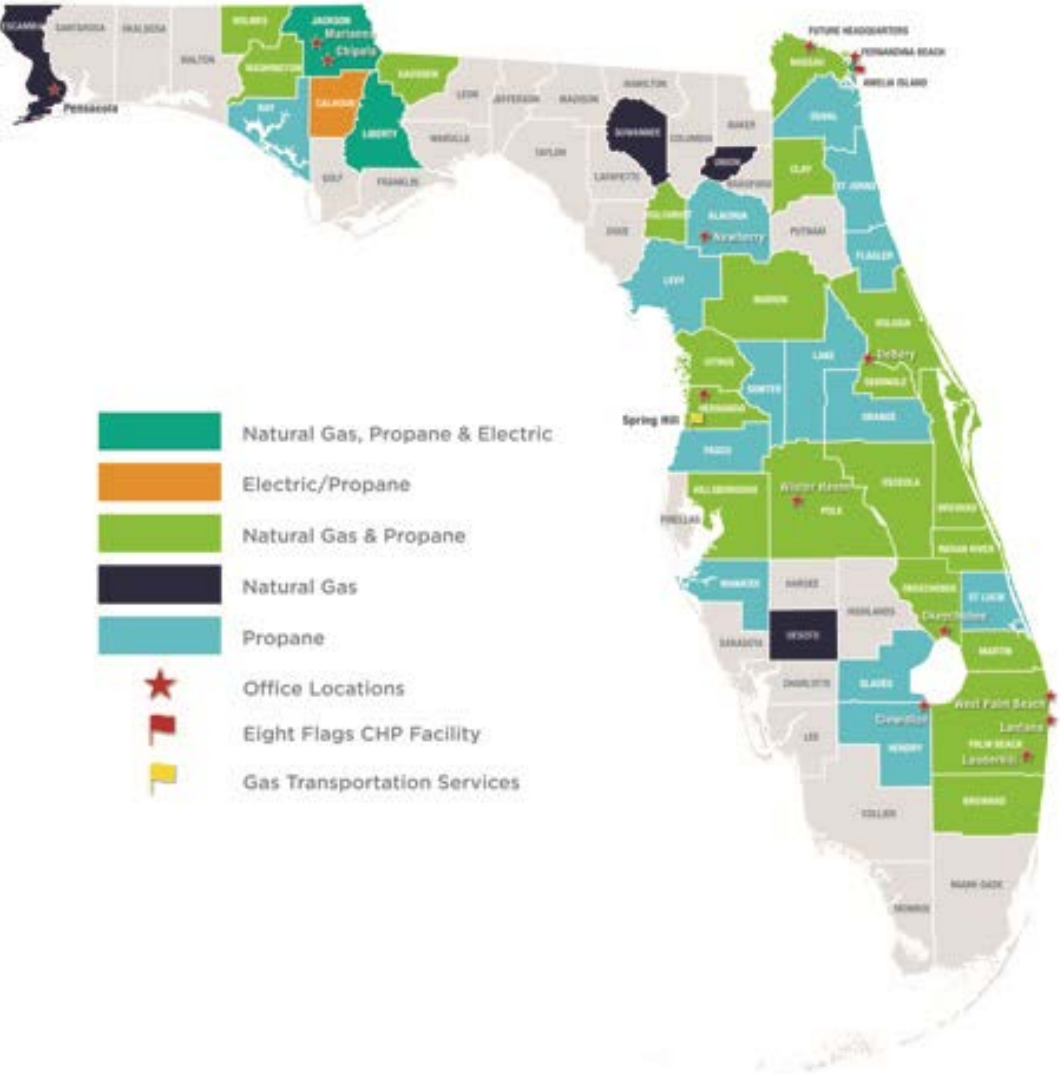 ESCAMBIA
SANTA ROSA
OKALOOSA
WALTON
HOLMES
WASHINGTON
BAY
JACKSON
Marianna
Chipola
CALHOUN
LIBERTY
GADSDEN
GULF
FRANKLIN
LEON
WAKULLA
JEFFERSON
MADISON
TAYLOR
HAMILTON
SUWANNEE
LAFAYETTE
DIXIE
COLUMBIA
BAKER
UNION
BRADFORD
GILCHRIST
ALACHUA
Newberry
LEVY
Pensacola
FUTURE HEADQUARTERS
FERNANDINA BEACH
AMELIA ISLAND
NASSAU
DUVAL
CLAY
ST JOHNS
PUTNAM
FLAGLER
MARION
VOLUSIA
DeBary
CITRUS
SUMTER
LAKE
SEMINOLE
ORANGE
HERNANDO
Spring Hill
PASCO
HILLSBOROUGH
PINELLAS
Winter Haven
POLK
OSCEOLA
BREVARD
INDIAN RIVER
MANATEE
HARDEE
HIGHLANDS
OKEECHOBEE
Okeechobee
ST LUCIE
SARASOTA
DESOTO
MARTIN
CHARLOTTE
GLADES
Clewiston
HENDRY
LEE
West Palm Beach
Lantana
PALM BEACH
Lauderhill
BROWARD
COLLIER
MIAMI-DADE
MONROE
Natural Gas, Propane & Electric
Electric/Propane
Natural Gas & Propane
Natural Gas
Propane
Office Locations
Eight Flags CHP Facility
Gas Transportation Services